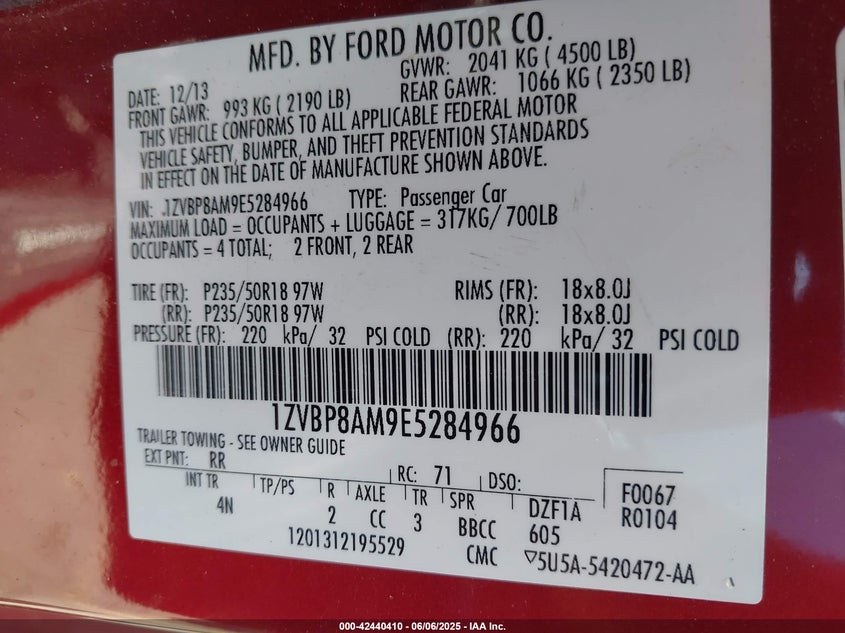 MFD. BY FORD MOTOR CO.
DATE: 12/13 GVWR: 2041 KG ( 4500 LB)
FRONT GAWR: 993 KG ( 2190 LB) REAR GAWR: 1066 KG ( 2350 LB)
THIS VEHICLE CONFORMS TO ALL APPLICABLE FEDERAL MOTOR
VEHICLE SAFETY, BUMPER, AND THEFT PREVENTION STANDARDS
IN EFFECT ON THE DATE OF MANUFACTURE SHOWN ABOVE.
VIN: 1ZVBP8AM9E5284966 TYPE: Passenger Car
MAXIMUM LOAD = OCCUPANTS + LUGGAGE = 317KG/ 700LB
OCCUPANTS = 4 TOTAL; 2 FRONT, 2 REAR
TIRE (FR): P235/50R18 97W RIMS (FR): 18x8.0J
(RR): P235/50R18 97W (RR): 18x8.0J
PRESSURE (FR): 220 kPa/ 32 PSI COLD (RR): 220 kPa/ 32 PSI COLD
1ZVBP8AM9E5284966
TRAILER TOWING - SEE OWNER GUIDE
EXT PNT: RR RC: 71 DSO:
INT TR TP/PS R AXLE TR SPR DZF1A F0067
4N 2 CC 3 BBCC 605 R0104
1201312195529 CMC ▽5U5A-5420472-AA
000-42440410 - 06/06/2025 - IAA Inc.